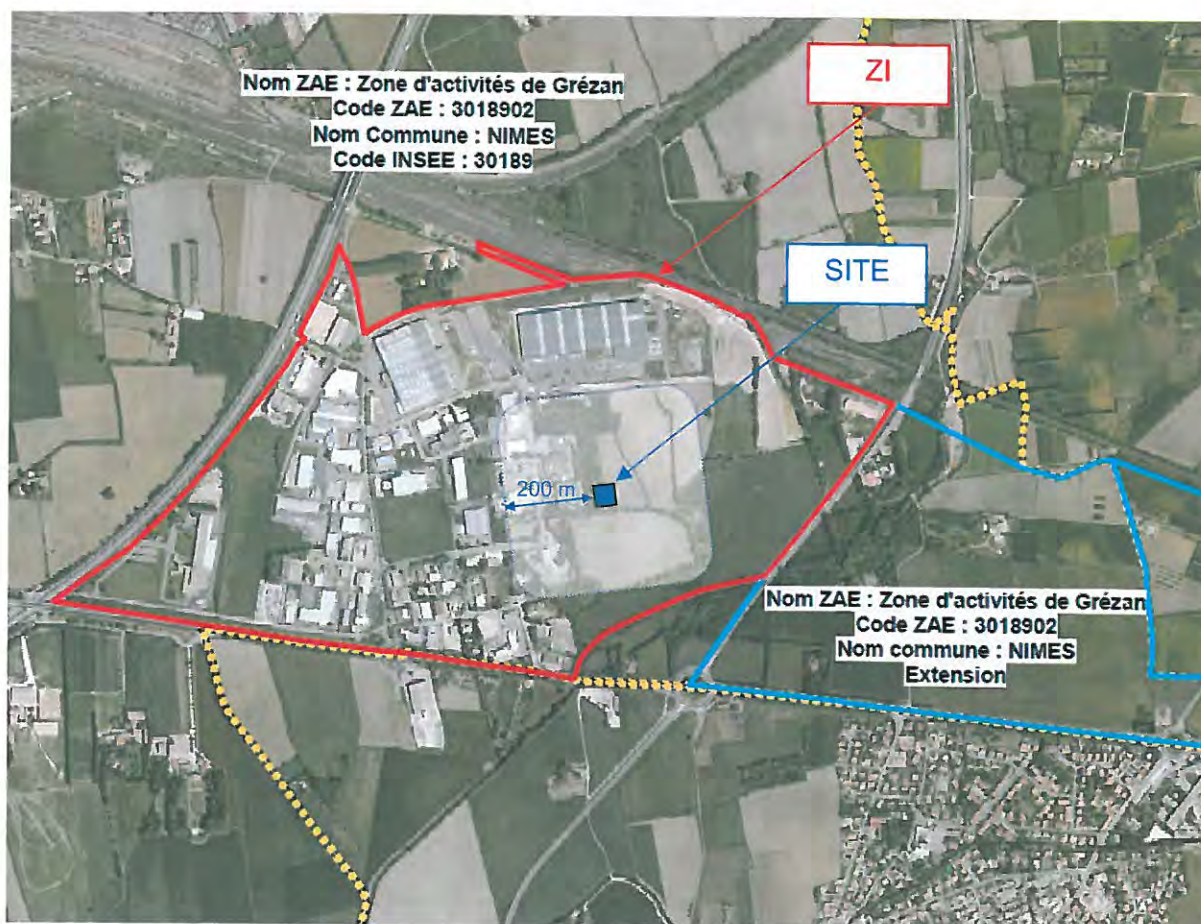 ZI
Nom ZAE : Zone d'activités de Grézan
Code ZAE : 3018902
Nom Commune : NIMES
Code INSEE : 30189
SITE
200 m
Nom ZAE : Zone d'activités de Grézan
Code ZAE : 3018902
Nom commune : NIMES
Extension